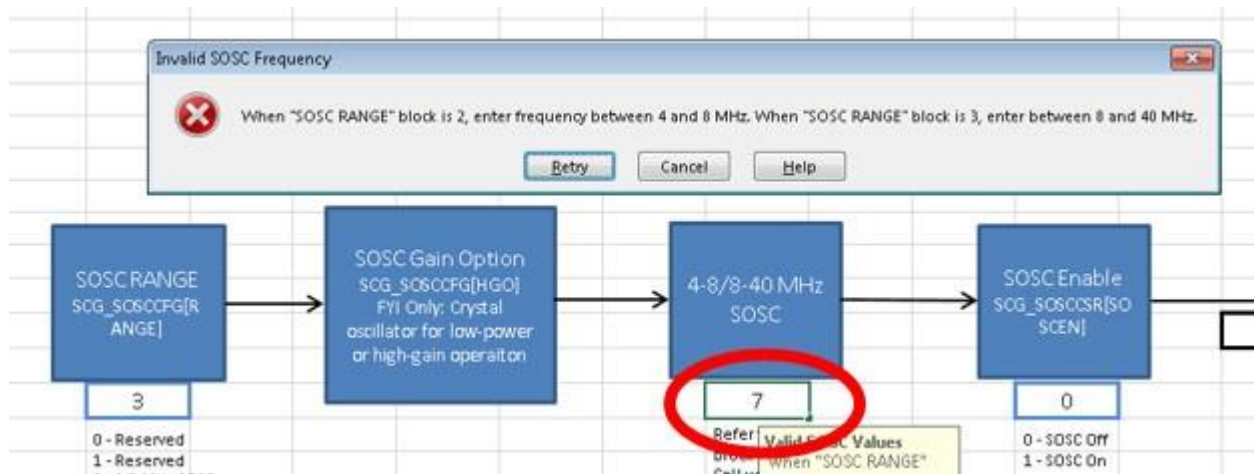 Invalid SOSC Frequency
When "SOSC RANGE" block is 2, enter frequency between 4 and 8 MHz. When "SOSC RANGE" block is 3, enter between 8 and 40 MHz.
Retry Cancel Help
SOSC RANGE
SCG_SOSCCFG[R
ANGE]
3
0 - Reserved
1 - Reserved
SOSC Gain Option
SCG_SOSCCFG[HGO]
FYI Only: Crystal
oscillator for low-power
or high-gain operaiton
4-8/8-40 MHz
SOSC
7
Refer
Valid SOSC Values
When "SOSC RANGE"
SOSC Enable
SCG_SOSCCSR[SO
SCEN]
0
0 - SOSC Off
1 - SOSC On